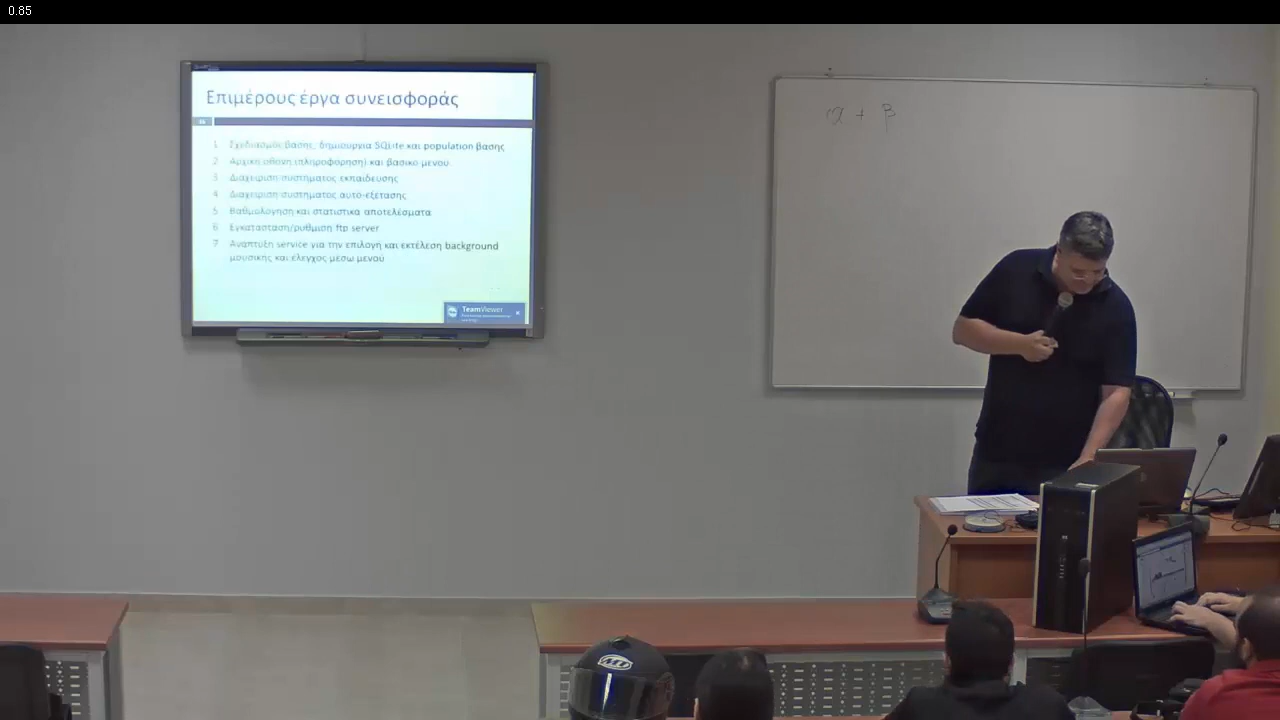 0.85
Επιμέρους έργα συνεισφοράς
1 Σχεδιασμός βάσης, δημιουργία SQLite και population βάσης
2 Αρχική οθόνη (πληροφόρηση) και βασικό μενού
3 Διαχείριση συστήματος εκπαίδευσης
4 Διαχείριση συστήματος αυτό-εξέτασης
5 Βαθμολόγηση και στατιστικά αποτελέσματα
6 Εγκατάσταση/ρύθμιση ftp server
7 Ανάπτυξη service για την επιλογή και εκτέλεση background
μουσικής και έλεγχος μέσω μενού
TeamViewer
α + β